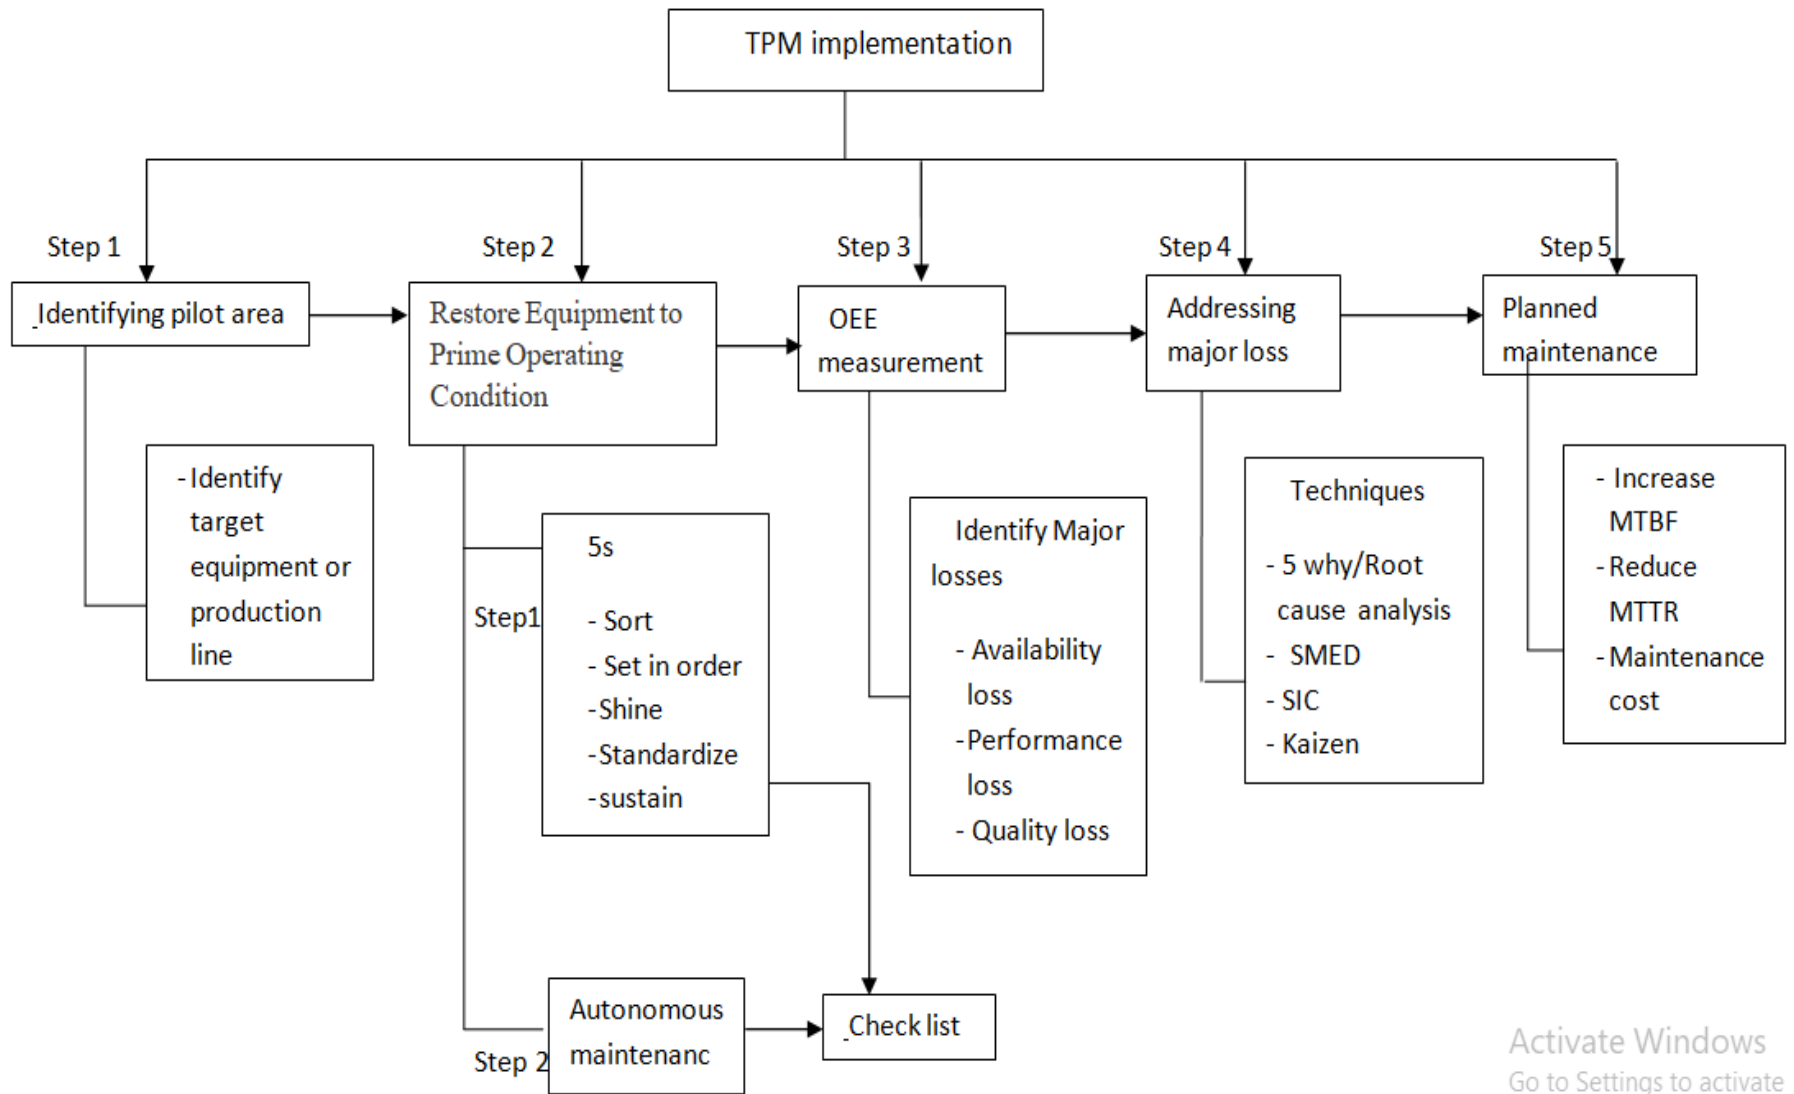 TPM implementation
Step 1
Step 2
Step 3
Step 4
Step 5
Identifying pilot area
Restore Equipment to
Prime Operating
Condition
OEE
measurement
Addressing
major loss
Planned
maintenance
- Identify
target
equipment or
production
line
5s
Step1
- Sort
- Set in order
-Shine
-Standardize
-sustain
Identify Major
losses
- Availability
loss
-Performance
loss
- Quality loss
Techniques
- 5 why/Root
cause analysis
- SMED
- SIC
- Kaizen
- Increase
MTBF
-Reduce
MTTR
-Maintenance
cost
Step 2
Autonomous
maintenanc
Check list
Activate Windows
Go to Settings to activate